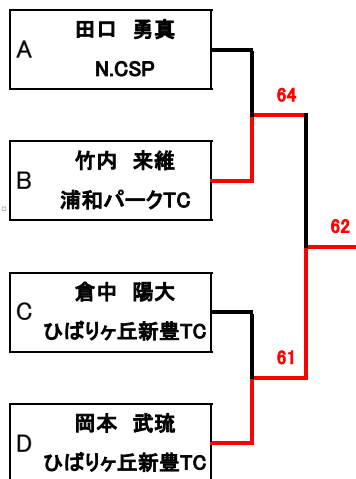 A
田口 勇真
N.CSP
64
B
竹内 来維
浦和パークTC
62
C
倉中 陽大
ひばりヶ丘新豊TC
61
D
岡本 武琉
ひばりヶ丘新豊TC